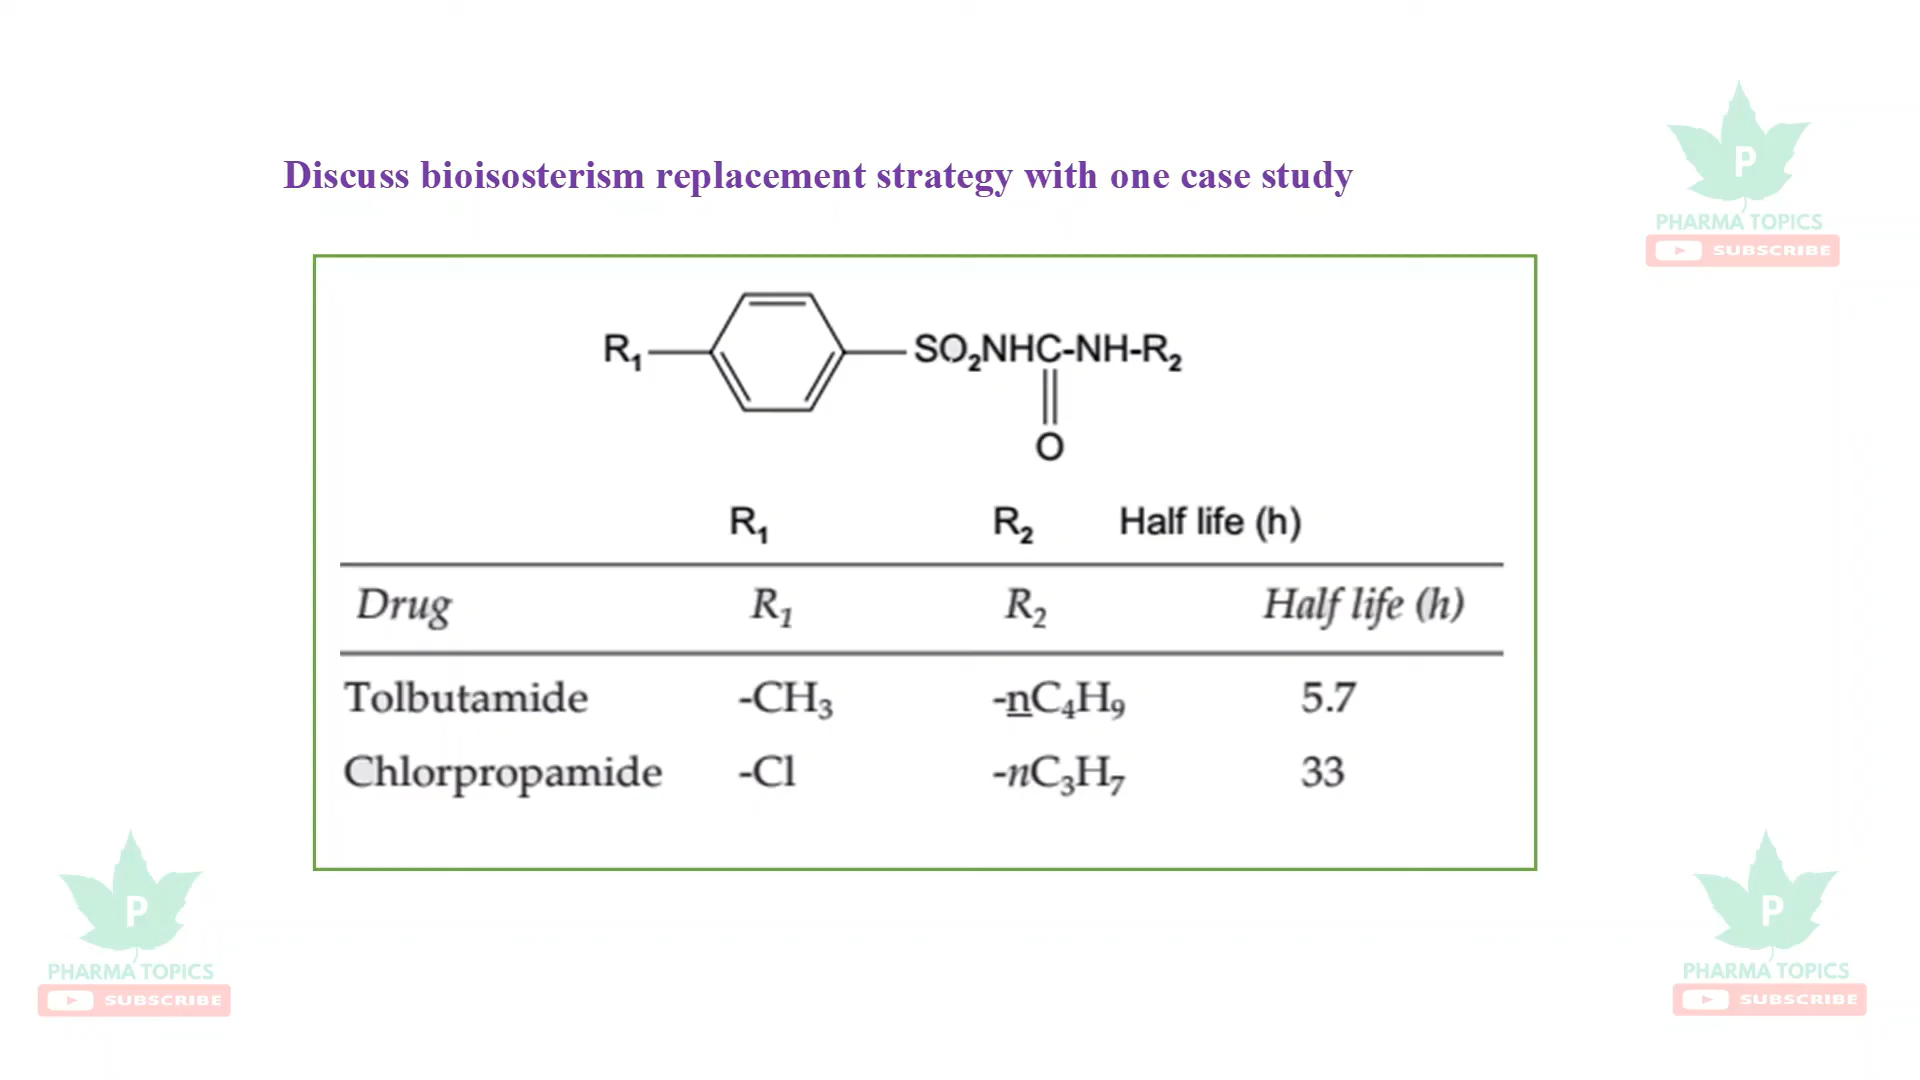 Discuss bioisosterism replacement strategy with one case study
P
PHARMA TOPICS
SUBSCRIBE
R₁ SO₂NHC-NH-R₂
O
R₁ R₂ Half life (h)
Drug R₁ R₂ Half life (h)
Tolbutamide -CH₃ -nC₄H₉ 5.7
Chlorpropamide -Cl -nC₃H₇ 33
P
PHARMA TOPICS
SUBSCRIBE
P
PHARMA TOPICS
SUBSCRIBE